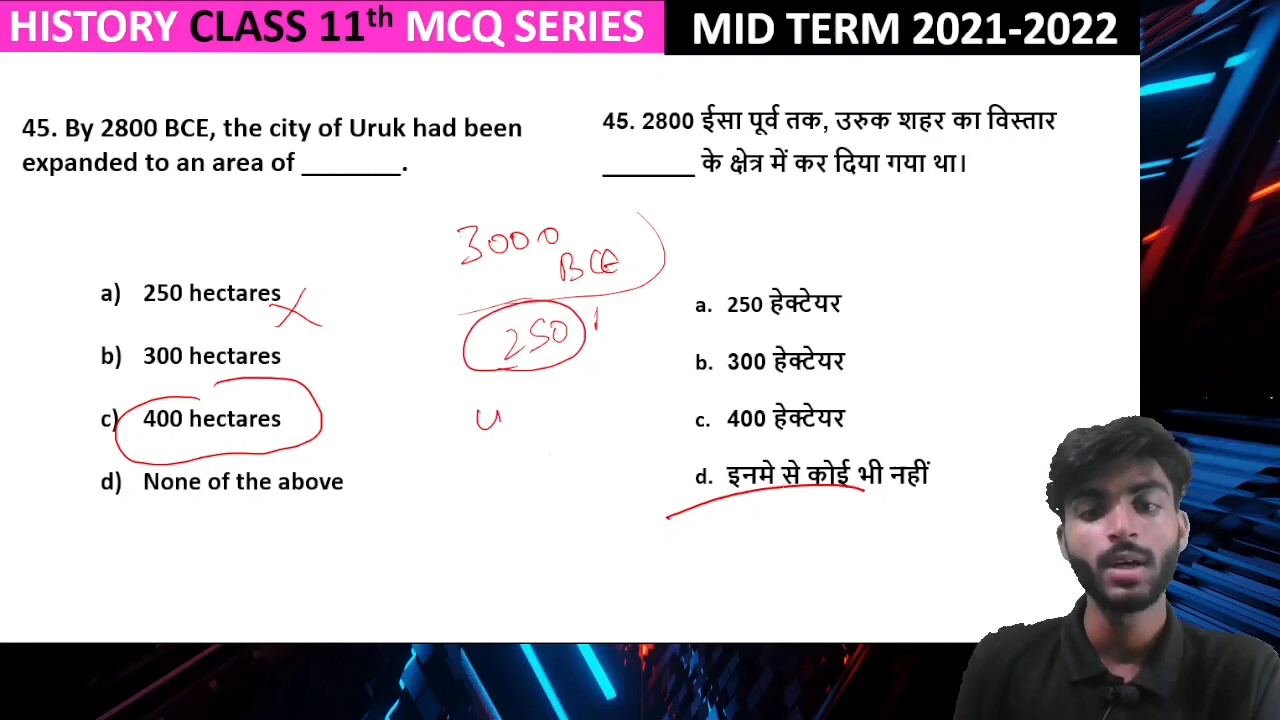 HISTORY CLASS 11th MCQ SERIES
MID TERM 2021-2022
45. By 2800 BCE, the city of Uruk had been
expanded to an area of _______.
a) 250 hectares
b) 300 hectares
c) 400 hectares
d) None of the above
3000
BCE
250
45. 2800 ईसा पूर्व तक, उरुक शहर का विस्तार
_______ के क्षेत्र में कर दिया गया था।
a. 250 हेक्टेयर
b. 300 हेक्टेयर
c. 400 हेक्टेयर
d. इनमे से कोई भी नहीं